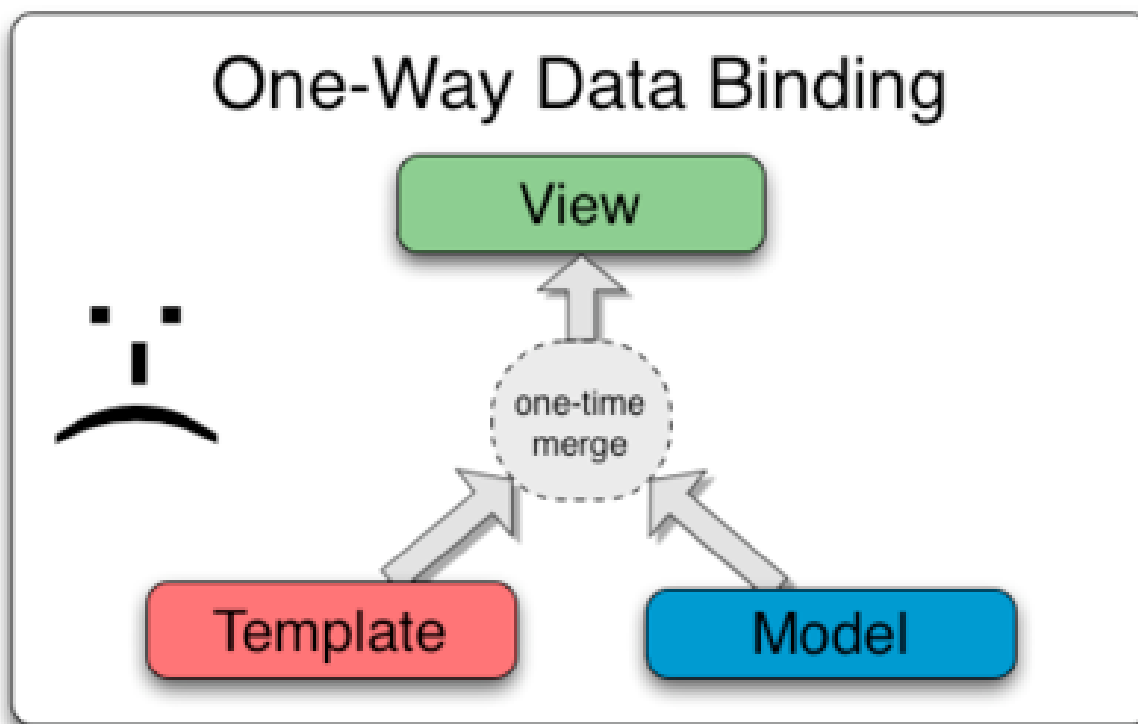 One-Way Data Binding
View
one-time
merge
Template
Model